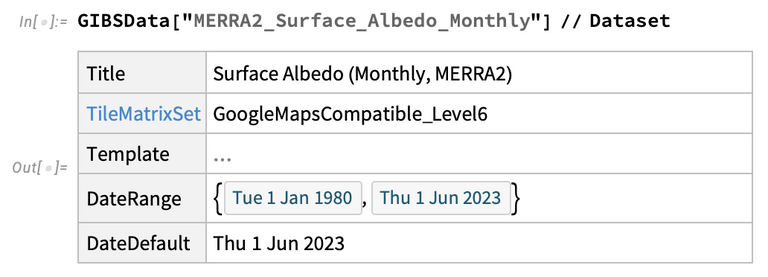 In[•]:= GIBSData["MERRA2_Surface_Albedo_Monthly"] // Dataset
Title Surface Albedo (Monthly, MERRA2)
TileMatrixSet GoogleMapsCompatible_Level6
Template ...
Out[•]=
DateRange {Tue 1 Jan 1980, Thu 1 Jun 2023}
DateDefault Thu 1 Jun 2023